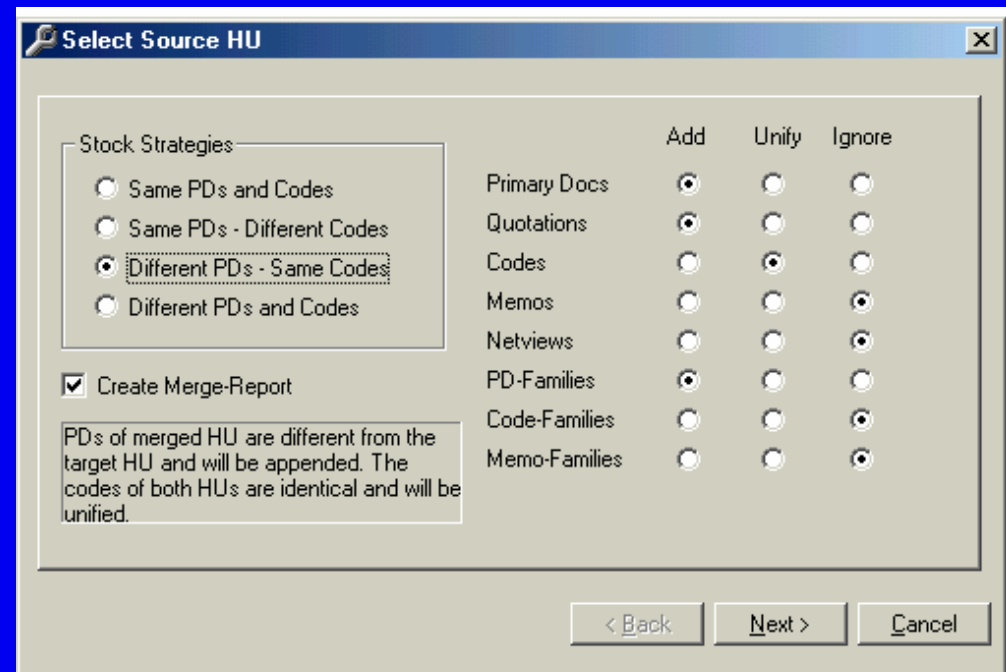 Select Source HU
Stock Strategies
Same PDs and Codes
Same PDs - Different Codes
Different PDs - Same Codes
Different PDs and Codes
Create Merge-Report
PDs of merged HU are different from the
target HU and will be appended. The
codes of both HUs are identical and will be
unified.
Add Unify Ignore
Primary Docs
Quotations
Codes
Memos
Netviews
PD-Families
Code-Families
Memo-Families
< Back Next > Cancel